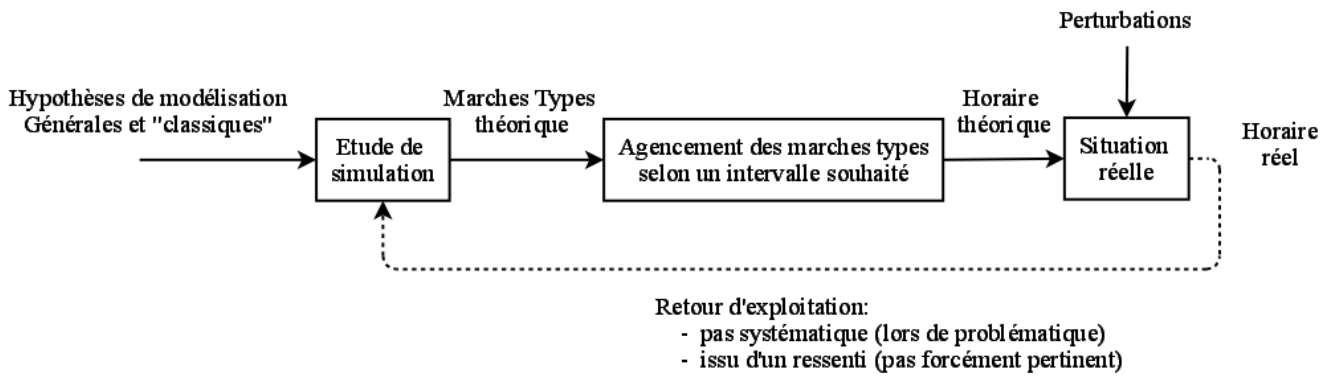 Perturbations
Hypothèses de modélisation
Générales et "classiques"
Marches Types
théorique
Horaire
théorique
Horaire
réel
Etude de
simulation
Agencement des marches types
selon un intervalle souhaité
Situation
réelle
Retour d'exploitation:
- pas systématique (lors de problématique)
- issu d'un ressenti (pas forcément pertinent)